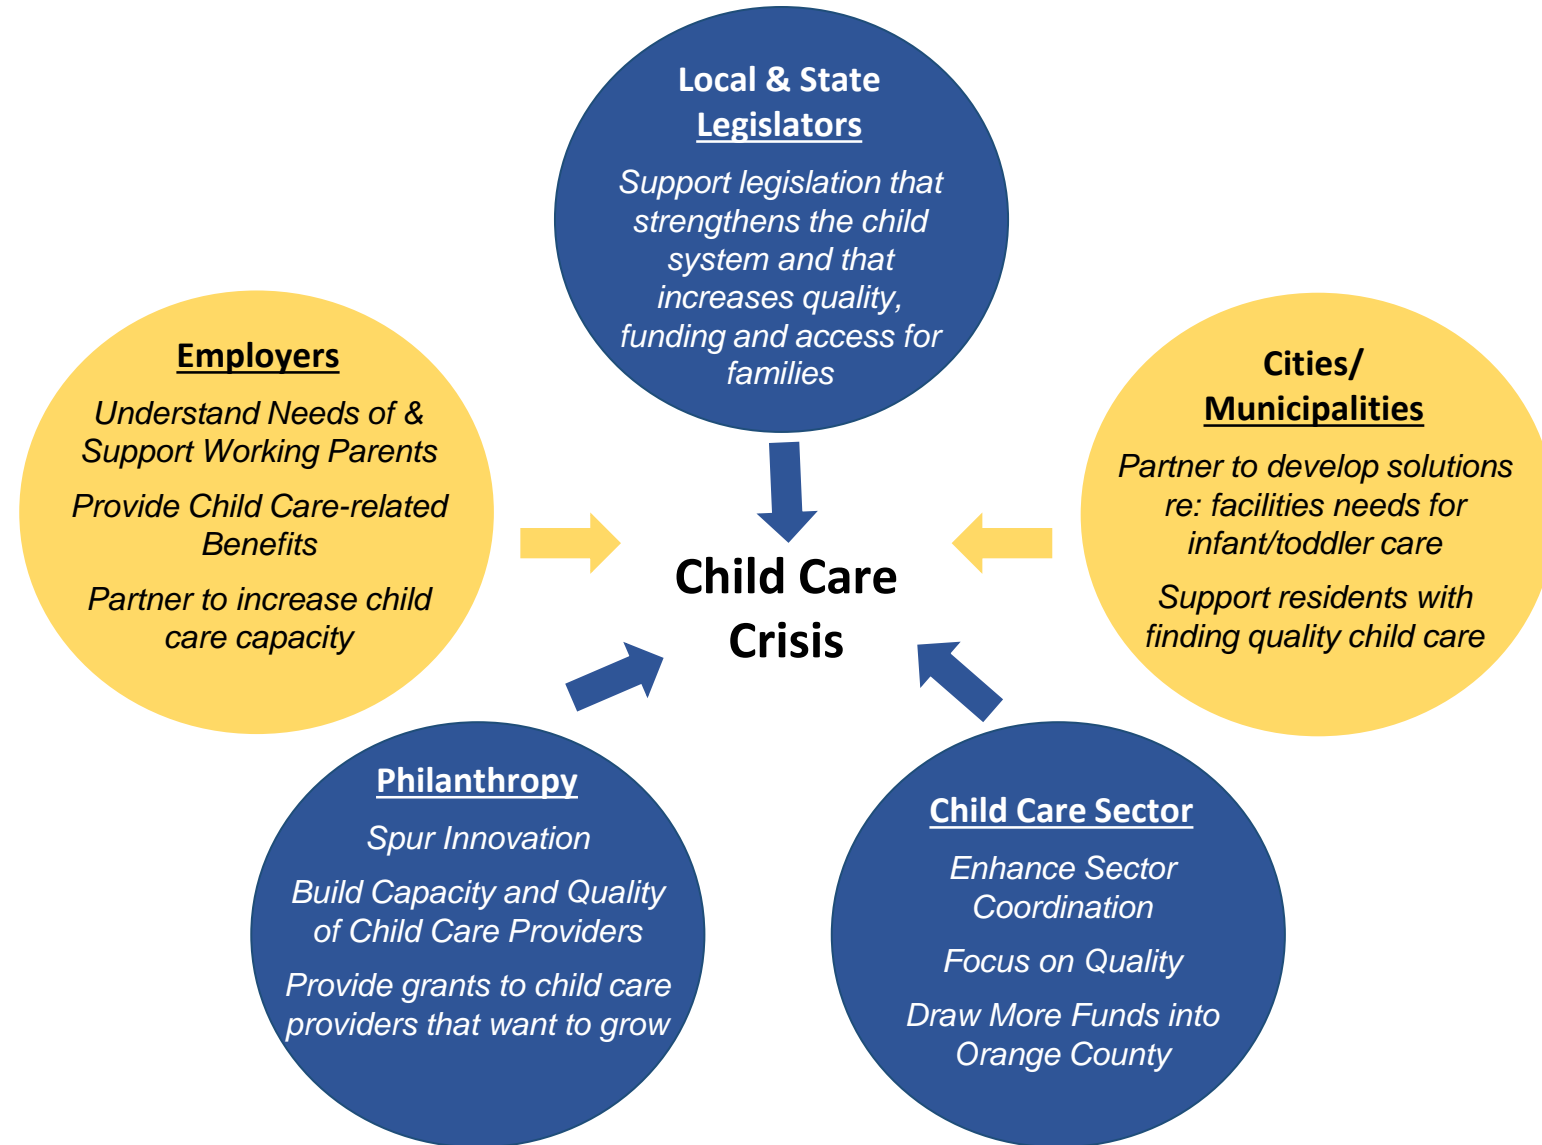 Local & State
Legislators
Support legislation that
strengthens the child
system and that
increases quality,
funding and access for
families
Employers
Understand Needs of &
Support Working Parents
Provide Child Care-related
Benefits
Partner to increase child
care capacity
Cities/
Municipalities
Partner to develop solutions
re: facilities needs for
infant/toddler care
Support residents with
finding quality child care
Child Care
Crisis
Philanthropy
Spur Innovation
Build Capacity and Quality
of Child Care Providers
Provide grants to child care
providers that want to grow
Child Care Sector
Enhance Sector
Coordination
Focus on Quality
Draw More Funds into
Orange County